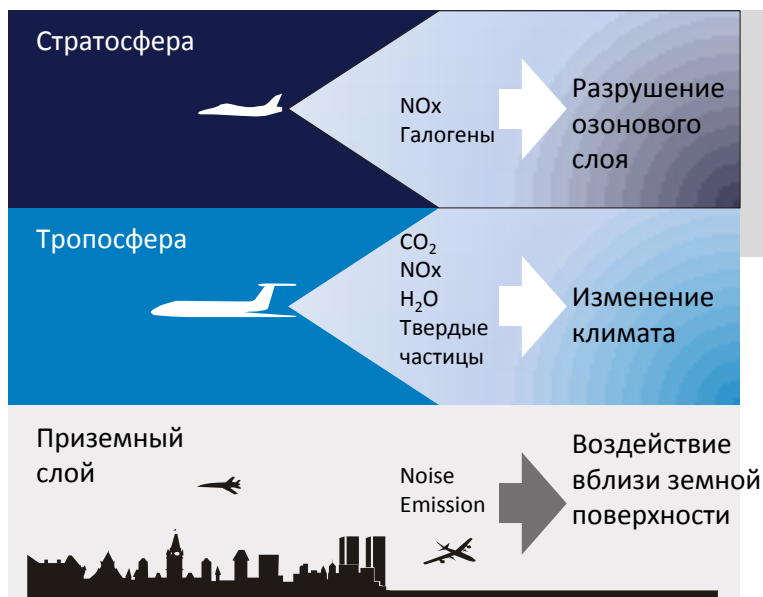 Стратосфера
NOx
Галогены
Разрушение
озонового
слоя
Тропосфера
CO₂
NOx
H₂O
Твердые
частицы
Изменение
климата
Приземный
слой
Noise
Emission
Воздействие
вблизи земной
поверхности